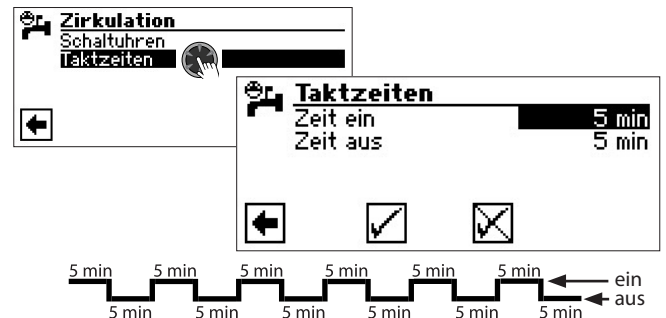 Zirkulation
Schaltuhren
Taktzeiten
Taktzeiten
Zeit ein 5 min
Zeit aus 5 min
5 min 5 min 5 min 5 min 5 min 5 min ein
aus
5 min 5 min 5 min 5 min 5 min 5 min